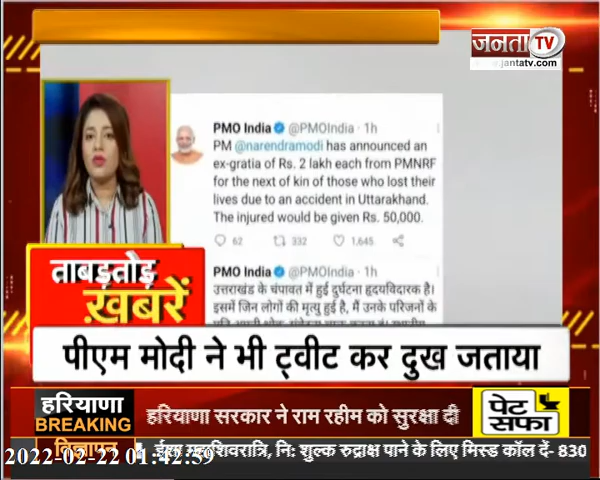 जनता TV
www.jantatv.com
PMO India @PMOIndia · 1h
PM @narendramodi has announced an
ex-gratia of Rs. 2 lakh each from PMNRF
for the next of kin of those who lost their
lives due to an accident in Uttarakhand.
The injured would be given Rs. 50,000.
62 332 1,645
PMO India @PMOIndia · 1h
उत्तराखंड के चंपावत में हुई दुर्घटना हृदयविदारक है।
इसमें जिन लोगों की मृत्यु हुई है, मैं उनके परिजनों के
ताबड़तोड़
ख़बरें
पीएम मोदी ने भी ट्वीट कर दुख जताया
हरियाणा
BREAKING
हरियाणा सरकार ने राम रहीम को सुरक्षा दी
पेट
सफा
विज्ञापन
महाशिवरात्रि, नि: शुल्क रुद्राक्ष पाने के लिए मिस्ड कॉल दें- 830
2022-02-22 01:42:59